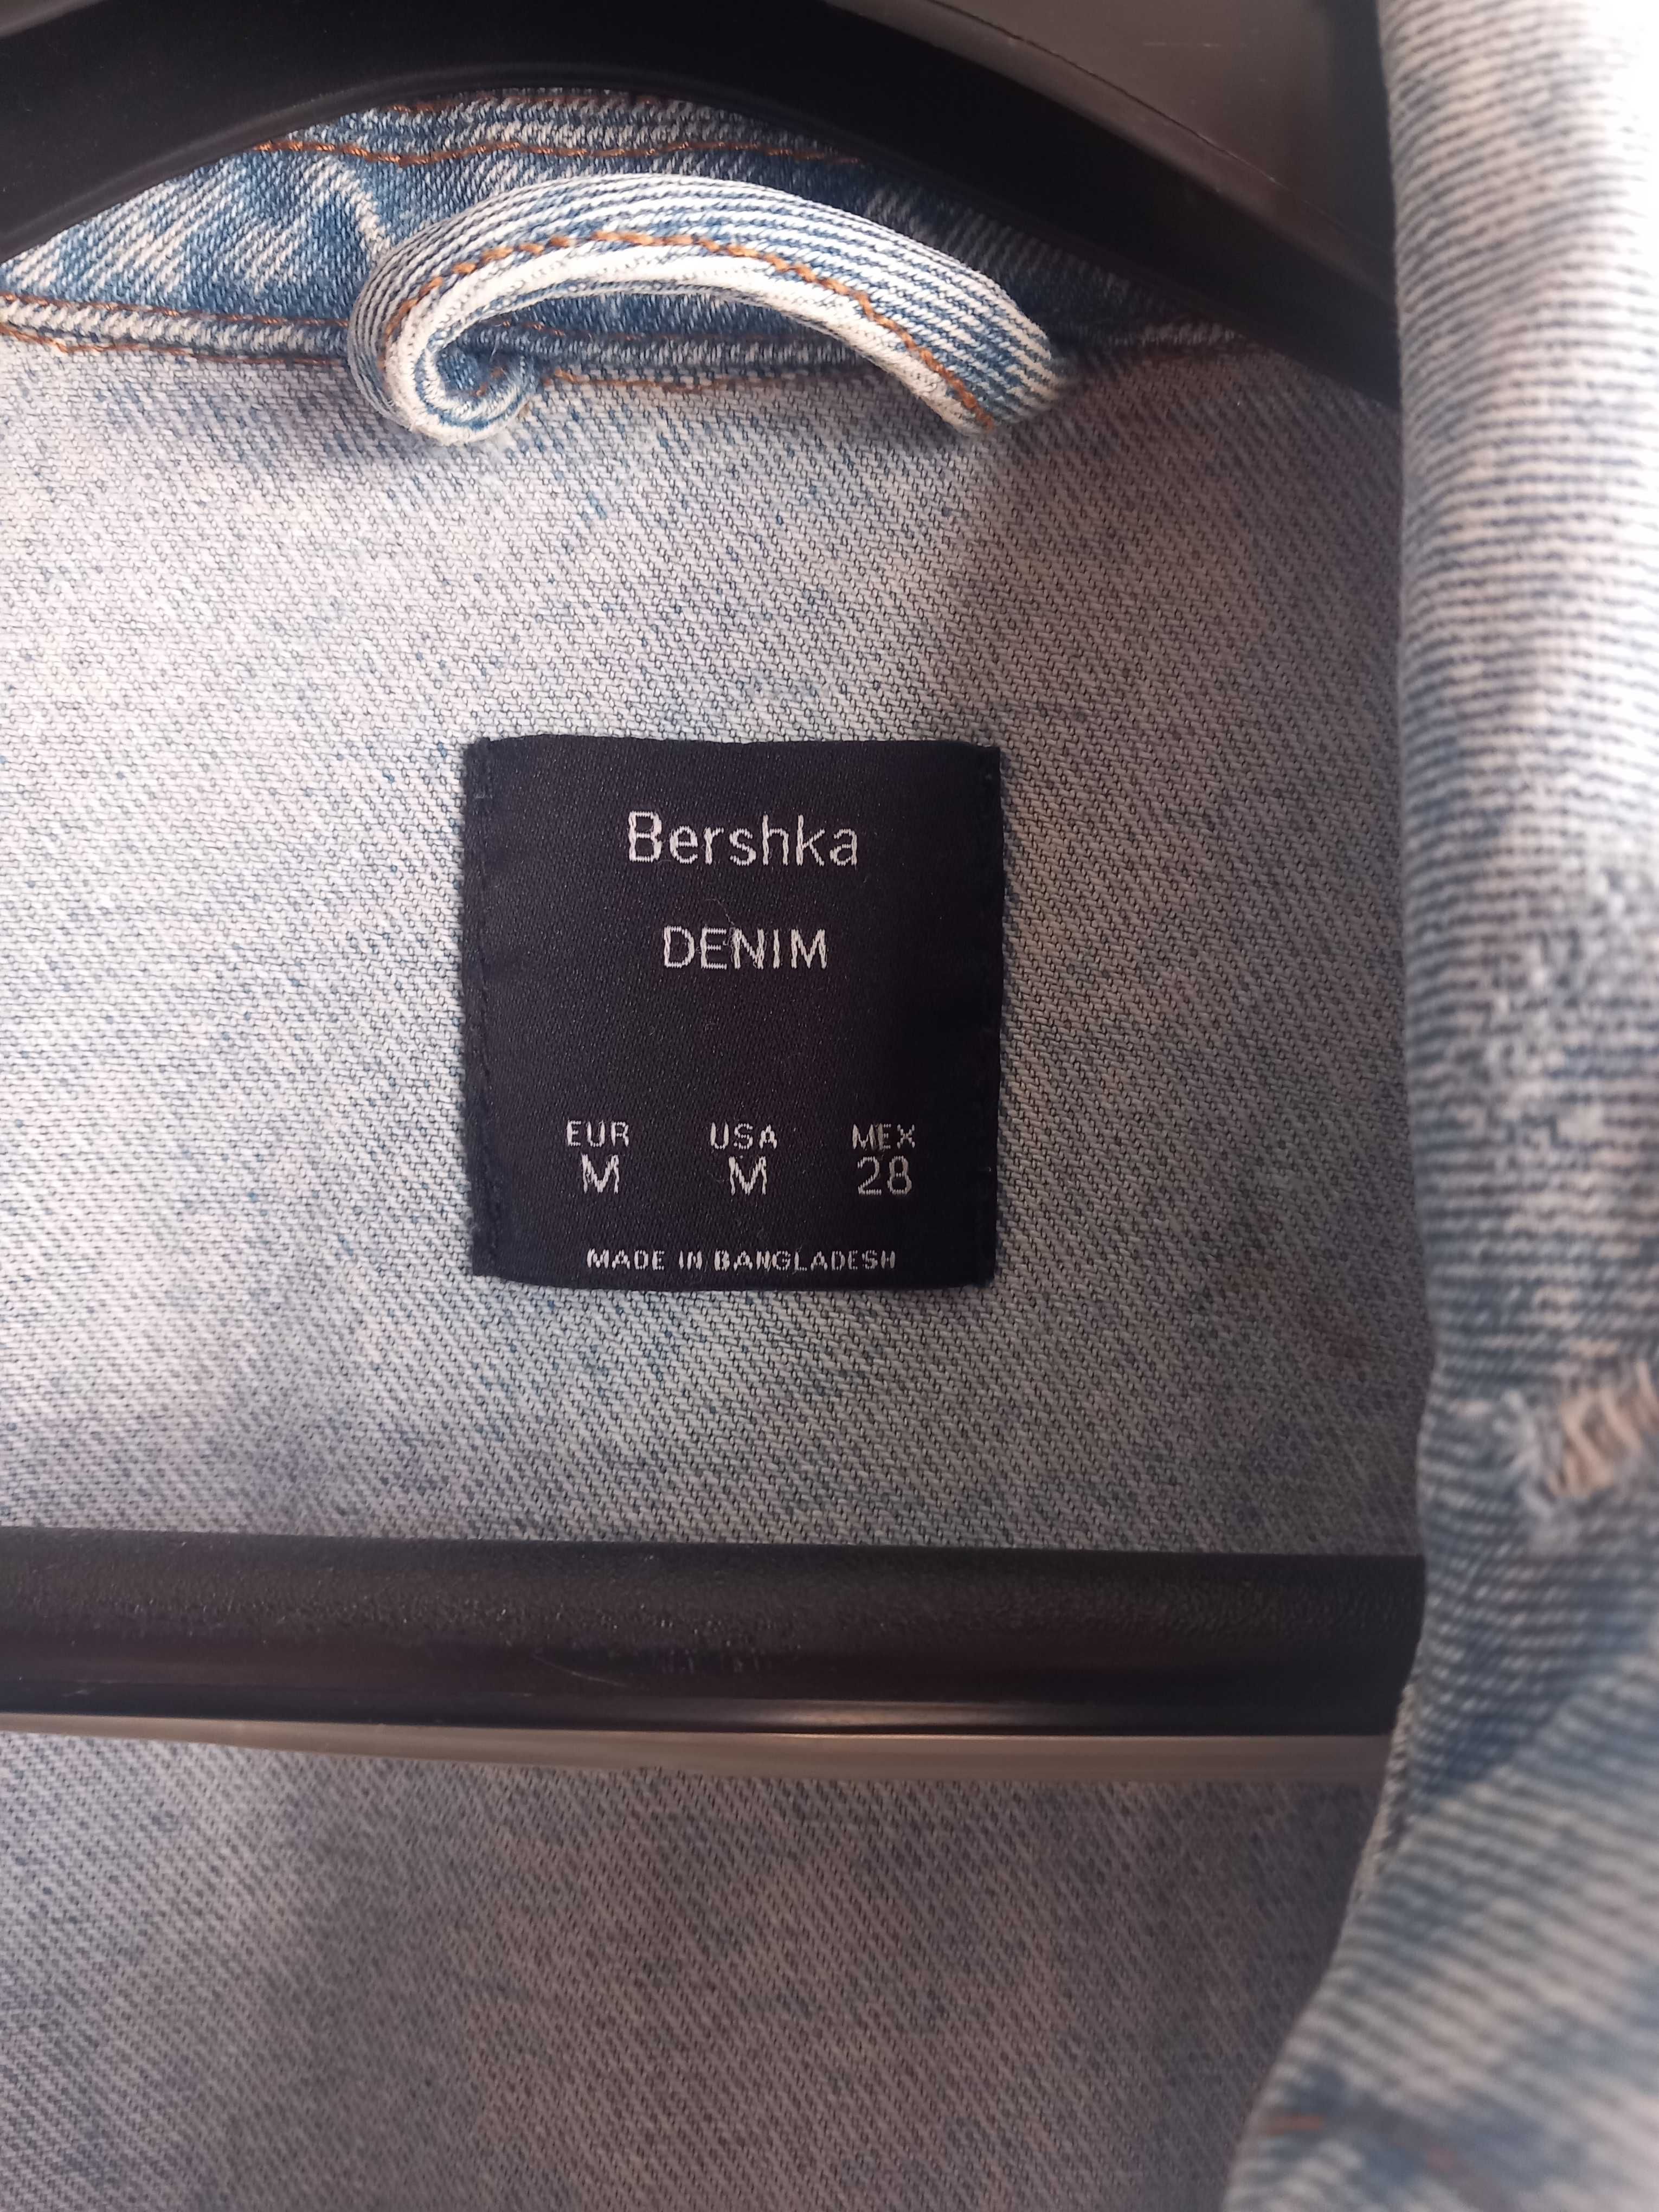 Bershka
DENIM
EUR USA MEX
M M 28
MADE IN BANGLADESH